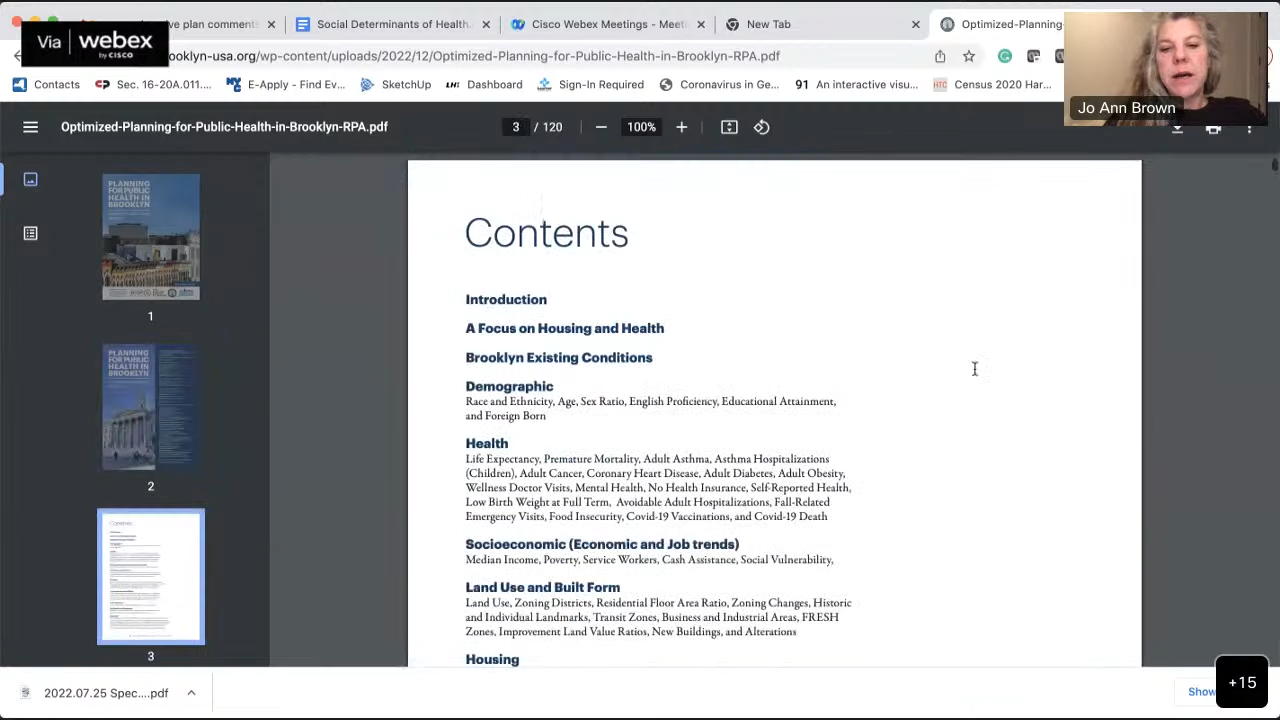 ve plan comments ×
Social Determinants of Health. ×
Cisco Webex Meetings - Meeti ×
New Tab ×
Optimized-Planning-
Via webex
by CISCO
ooklyn-usa.org/wp-content/uploads/2022/12/Optimized-Planning-for-Public-Health-in-Brooklyn-RPA.pdf
Contacts Sec. 16-20A.011.... E-Apply - Find Ev... SketchUp LHI Dashboard Sign-In Required Coronavirus in Ge... 91 An interactive visu... HTC Census 2020 Har...
Jo Ann Brown
Optimized-Planning-for-Public-Health-in-Brooklyn-RPA.pdf 3 / 120 100%
PLANNING
FOR PUBLIC
HEALTH IN
BROOKLYN
1
PLANNING
FOR PUBLIC
HEALTH IN
BROOKLYN
2
Contents
3
Contents
Introduction
A Focus on Housing and Health
Brooklyn Existing Conditions
Demographic
Race and Ethnicity, Age, Sex Ratio, English Proficiency, Educational Attainment,
and Foreign Born
Health
Life Expectancy, Premature Mortality, Adult Asthma, Asthma Hospitalizations
(Children), Adult Cancer, Coronary Heart Disease, Adult Diabetes, Adult Obesity,
Wellness Doctor Visits, Mental Health, No Health Insurance, Self-Reported Health,
Low Birth Weight at Full Term, Avoidable Adult Hospitalizations, Fall-Related
Emergency Visits, Food Insecurity, Covid-19 Vaccinations, and Covid-19 Death
Socioeconomic (Economic and Job trends)
Median Income, Poverty, Service Workers, Cash Assistance, Social Vulnerability,
Land Use and Built Form
Land Use, Zoning Districts, Residential Floor Area Ratio, Zoning Changes, Historic
and Individual Landmarks, Transit Zones, Business and Industrial Areas, FRESH
Zones, Improvement Land Value Ratios, New Buildings, and Alterations
Housing
2022.07.25 Spec....pdf
Show
+15